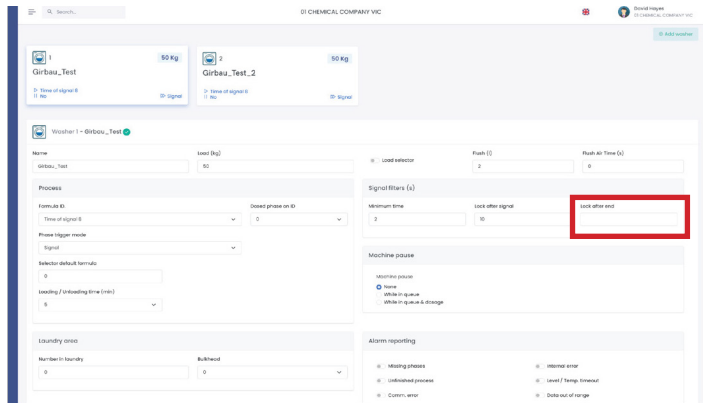 Search...
01 CHEMICAL COMPANY VIC
David Hayes
01 CHEMICAL COMPANY VIC
Add washer
1
50 Kg
Girbau_Test
Time of signal 8
No
Signal
2
50 Kg
Girbau_Test_2
Time of signal 8
No
Signal
Washer 1 - Girbau_Test
Name
Load (kg)
Load selector
Flush (l)
Flush Air Time (s)
Girbau_Test
50
2
0
Process
Signal filters (s)
Formula ID.
Dosed phase on ID
Minimum time
Lock after signal
Lock after end
Time of signal 8
0
2
10
Phase trigger mode
Signal
Machine pause
Selector default formula
0
Machine pause
None
While in queue
While in queue & dosage
Loading / Unloading time (min)
5
Laundry area
Alarm reporting
Number in laundry
Bulkhead
0
0
Missing phases
Internal error
Unfinished process
Level / Temp. timeout
Comm. error
Data out of range